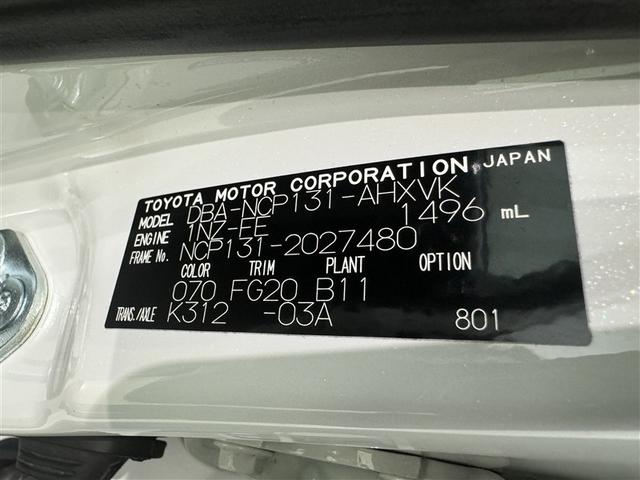 TOYOTA MOTOR CORPORATION, JAPAN
MODEL DBA-NCP131-AHXVK
ENGINE 1NZ-FE 1496 mL
FRAME No. NCP131-2027480
COLOR TRIM PLANT OPTION
070 FG20 B11
TRANS./AXLE K312 -03A 801